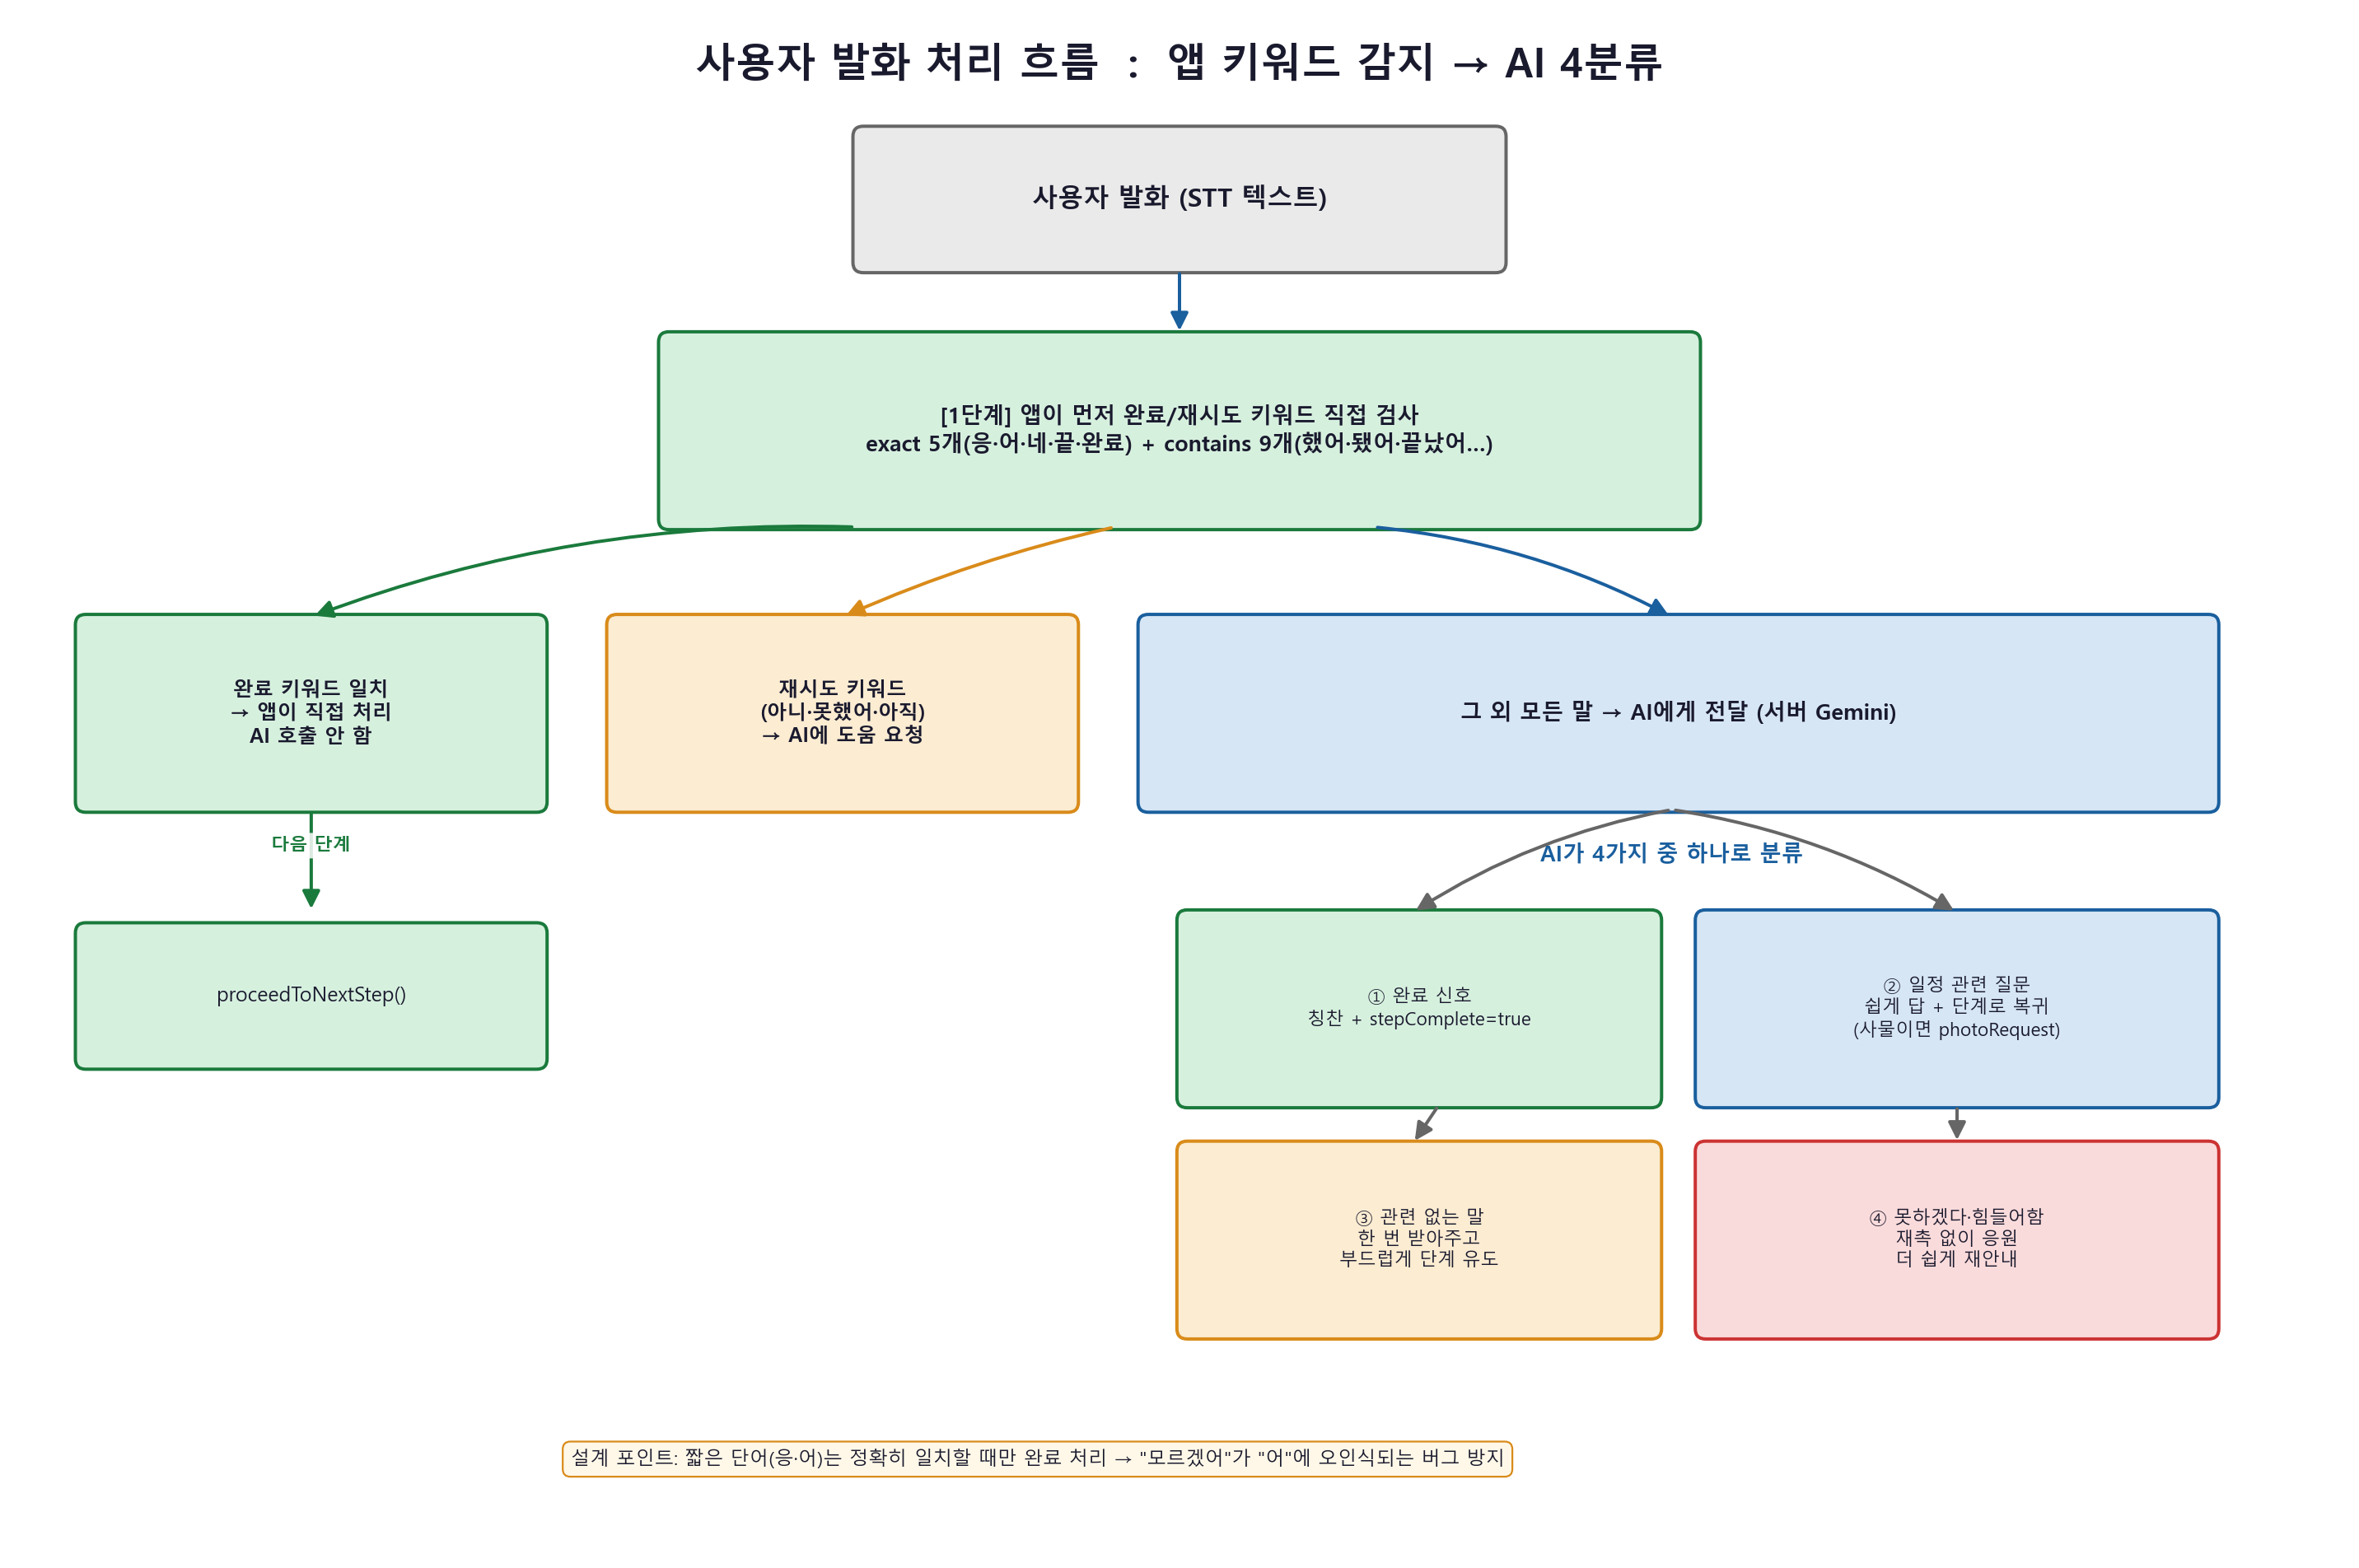 사용자 발화 처리 흐름 : 앱 키워드 감지 → AI 4분류
사용자 발화 (STT 텍스트)
[1단계] 앱이 먼저 완료/재시도 키워드 직접 검사
exact 5개(응·어·네·끝·완료) + contains 9개(했어·됐어·끝났어...)
완료 키워드 일치
→ 앱이 직접 처리
AI 호출 안 함
재시도 키워드
(아니·못했어·아직)
→ AI에 도움 요청
그 외 모든 말 → AI에게 전달 (서버 Gemini)
다음 단계
AI가 4가지 중 하나로 분류
proceedToNextStep()
① 완료 신호
칭찬 + stepComplete=true
② 일정 관련 질문
쉽게 답 + 단계로 복귀
(사물이면 photoRequest)
③ 관련 없는 말
한 번 받아주고
부드럽게 단계 유도
④ 못하겠다·힘들어함
재촉 없이 응원
더 쉽게 재안내
설계 포인트: 짧은 단어(응·어)는 정확히 일치할 때만 완료 처리 → "모르겠어"가 "어"에 오인식되는 버그 방지